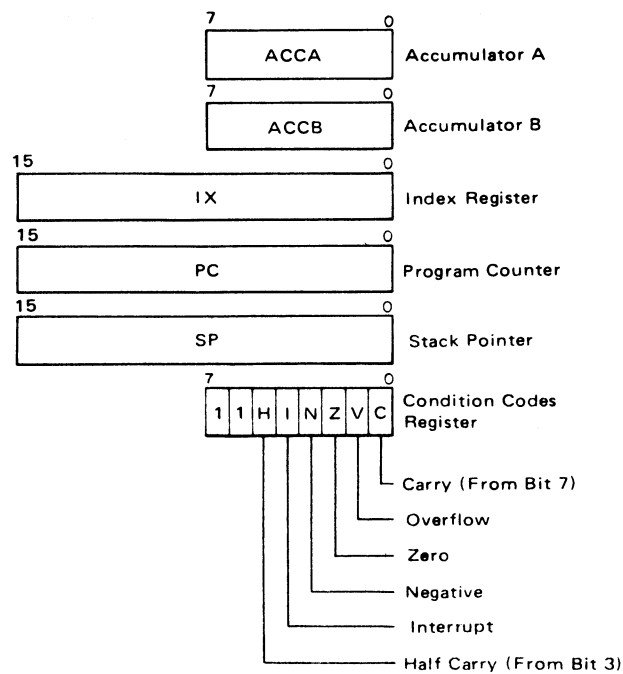 7 0
ACCA Accumulator A
7 0
ACCB Accumulator B
15 0
IX Index Register
15 0
PC Program Counter
15 0
SP Stack Pointer
7 0
1 1 H I N Z V C Condition Codes
Register
Carry (From Bit 7)
Overflow
Zero
Negative
Interrupt
Half Carry (From Bit 3)